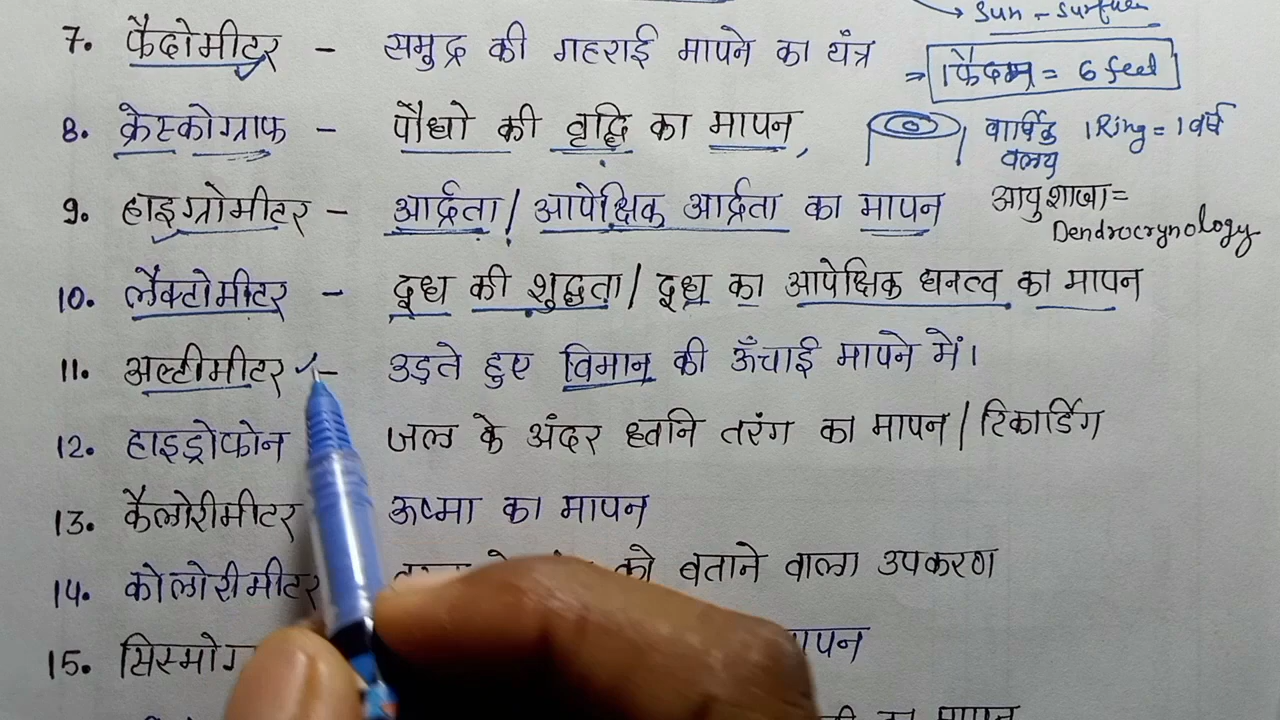 → Sun - Surface
7. फैदोमीटर - समुद्र की गहराई मापने का यंत्र
⇒ फैदम = 6 feet
8. क्रेस्कोग्राफ - पौधो की वृद्धि का मापन,
वार्षिक वलय 1 Ring = 1 वर्ष
9. हाइग्रोमीटर - आर्द्रता / आपेक्षिक आर्द्रता का मापन
आयु ज्ञात = Dendrocrynology
10. लैक्टोमीटर - दूध की शुद्धता / दूध का आपेक्षिक घनत्व का मापन
11. अल्टीमीटर - उड़ते हुए विमान की ऊँचाई मापने में।
12. हाइड्रोफोन जल के अंदर ध्वनि तरंग का मापन / रिकार्डिंग
13. कैलोरीमीटर ऊष्मा का मापन
14. कोलोरीमीटर को बताने वाला उपकरण
15. सिस्मोग मापन
का मापन